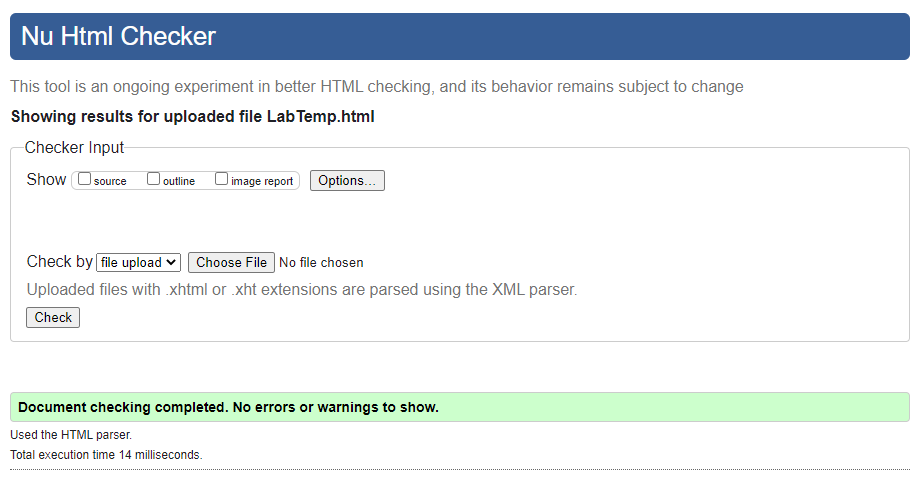 Nu Html Checker
This tool is an ongoing experiment in better HTML checking, and its behavior remains subject to change
Showing results for uploaded file LabTemp.html
Checker Input
Show source outline image report Options...
Check by file upload Choose File No file chosen
Uploaded files with .xhtml or .xht extensions are parsed using the XML parser.
Check
Document checking completed. No errors or warnings to show.
Used the HTML parser.
Total execution time 14 milliseconds.